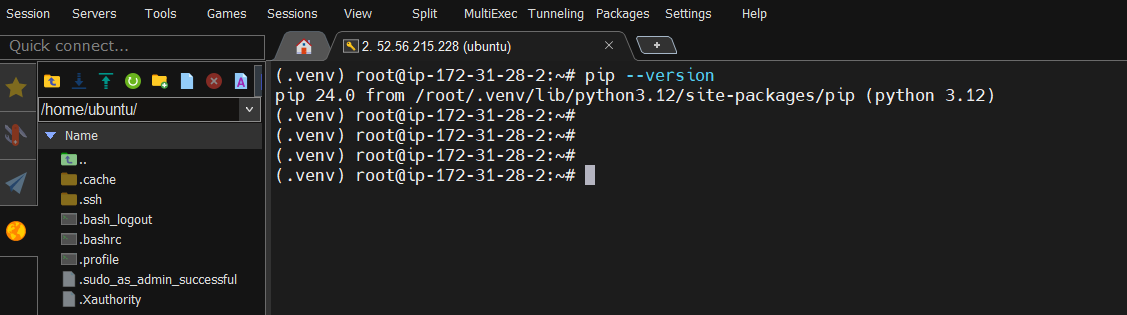 Session Servers Tools Games Sessions View Split MultiExec Tunneling Packages Settings Help
Quick connect...
2. 52.56.215.228 (ubuntu)
/home/ubuntu/
Name
..
.cache
.ssh
.bash_logout
.bashrc
.profile
.sudo_as_admin_successful
.Xauthority
(.venv) root@ip-172-31-28-2:~# pip --version
pip 24.0 from /root/.venv/lib/python3.12/site-packages/pip (python 3.12)
(.venv) root@ip-172-31-28-2:~#
(.venv) root@ip-172-31-28-2:~#
(.venv) root@ip-172-31-28-2:~#
(.venv) root@ip-172-31-28-2:~#